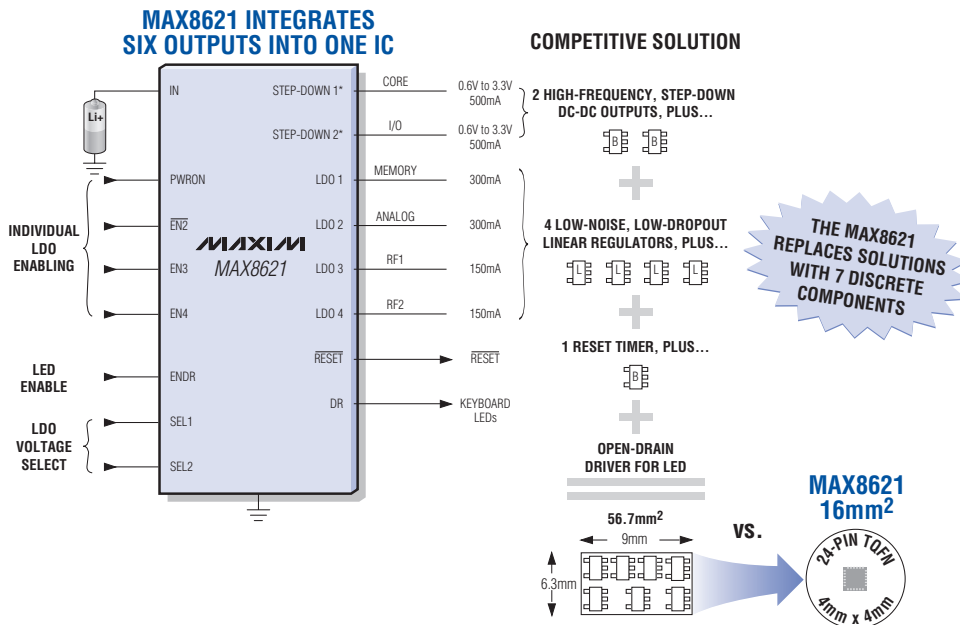 MAX8621 INTEGRATES
SIX OUTPUTS INTO ONE IC
Li+
IN
PWRON
EN2
EN3
EN4
ENDR
SEL1
SEL2
INDIVIDUAL
LDO
ENABLING
LED
ENABLE
LDO
VOLTAGE
SELECT
MAXIM
MAX8621
STEP-DOWN 1*
STEP-DOWN 2*
LDO 1
LDO 2
LDO 3
LDO 4
RESET
DR
CORE
I/O
MEMORY
ANALOG
RF1
RF2
0.6V to 3.3V
500mA
0.6V to 3.3V
500mA
300mA
300mA
150mA
150mA
RESET
KEYBOARD
LEDs
COMPETITIVE SOLUTION
2 HIGH-FREQUENCY, STEP-DOWN
DC-DC OUTPUTS, PLUS...
B B
+
4 LOW-NOISE, LOW-DROPOUT
LINEAR REGULATORS, PLUS...
L L L L
+
1 RESET TIMER, PLUS...
B
+
OPEN-DRAIN
DRIVER FOR LED
=
56.7mm²
9mm
6.3mm
VS.
THE MAX8621
REPLACES SOLUTIONS
WITH 7 DISCRETE
COMPONENTS
MAX8621
16mm²
24-PIN TQFN
4mm x 4mm